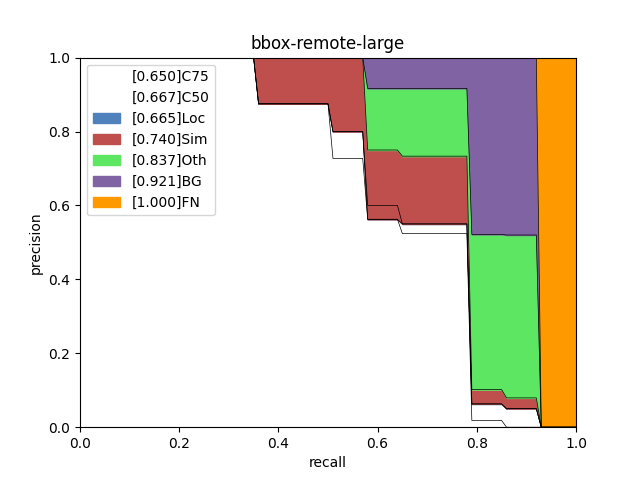 bbox-remote-large
1.0
0.8
0.6
0.4
0.2
0.0
precision
[0.650]C75
[0.667]C50
[0.665]Loc
[0.740]Sim
[0.837]Oth
[0.921]BG
[1.000]FN
0.0 0.2 0.4 0.6 0.8 1.0
recall